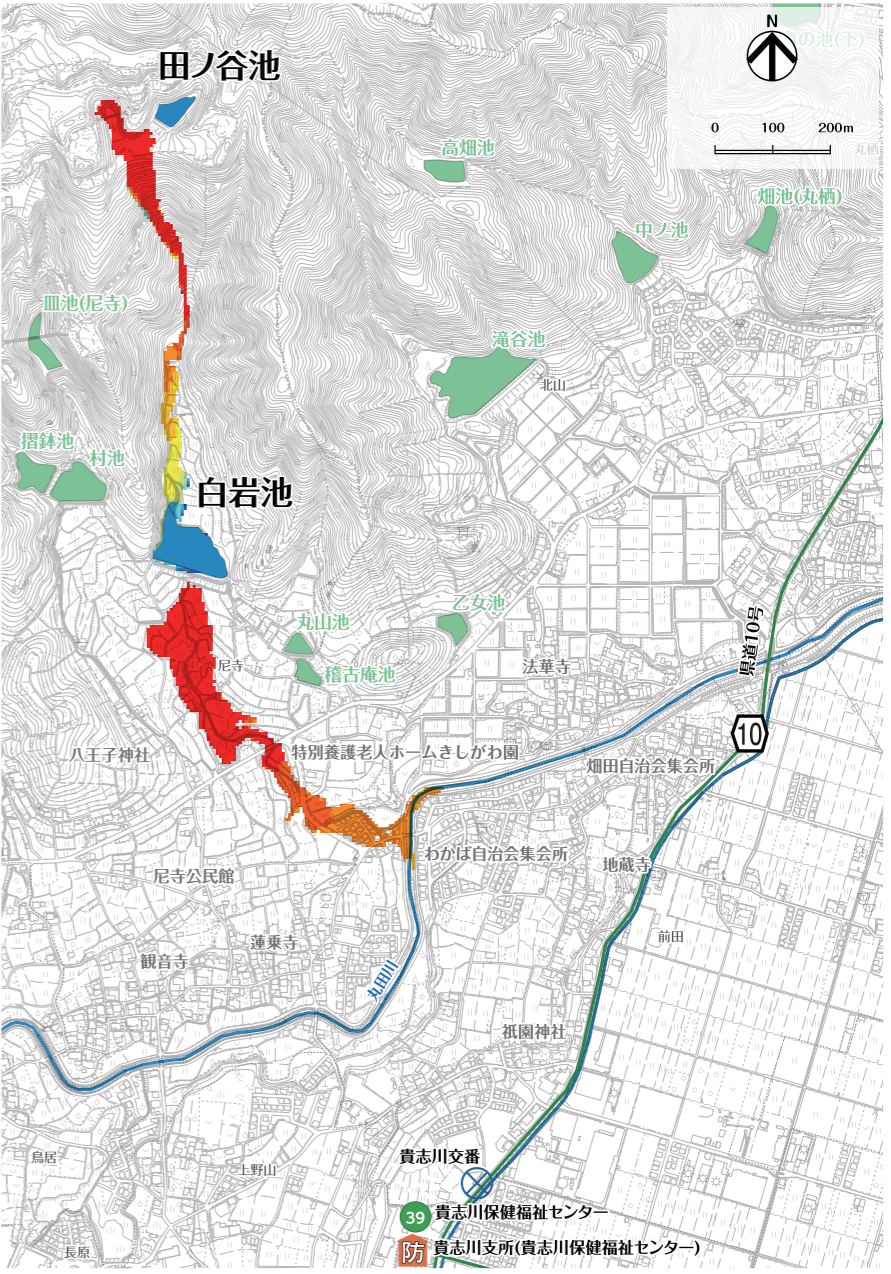 N
の池(下)
田ノ谷池
0 100 200m
高畑池
丸栖
畑池(丸栖)
中ノ池
皿池(尼寺)
滝谷池
北山
摺鉢池
村池
白岩池
乙女池
丸山池
県道10号
尼寺
稽古庵池
法華寺
10
八王子神社
特別養護老人ホームきしがわ園
畑田自治会集会所
わかば自治会集会所
地蔵寺
尼寺公民館
蓮乗寺
前田
観音寺
丸田川
祇園神社
鳥居
上野山
貴志川交番
39 貴志川保健福祉センター
長原
防 貴志川支所(貴志川保健福祉センター)